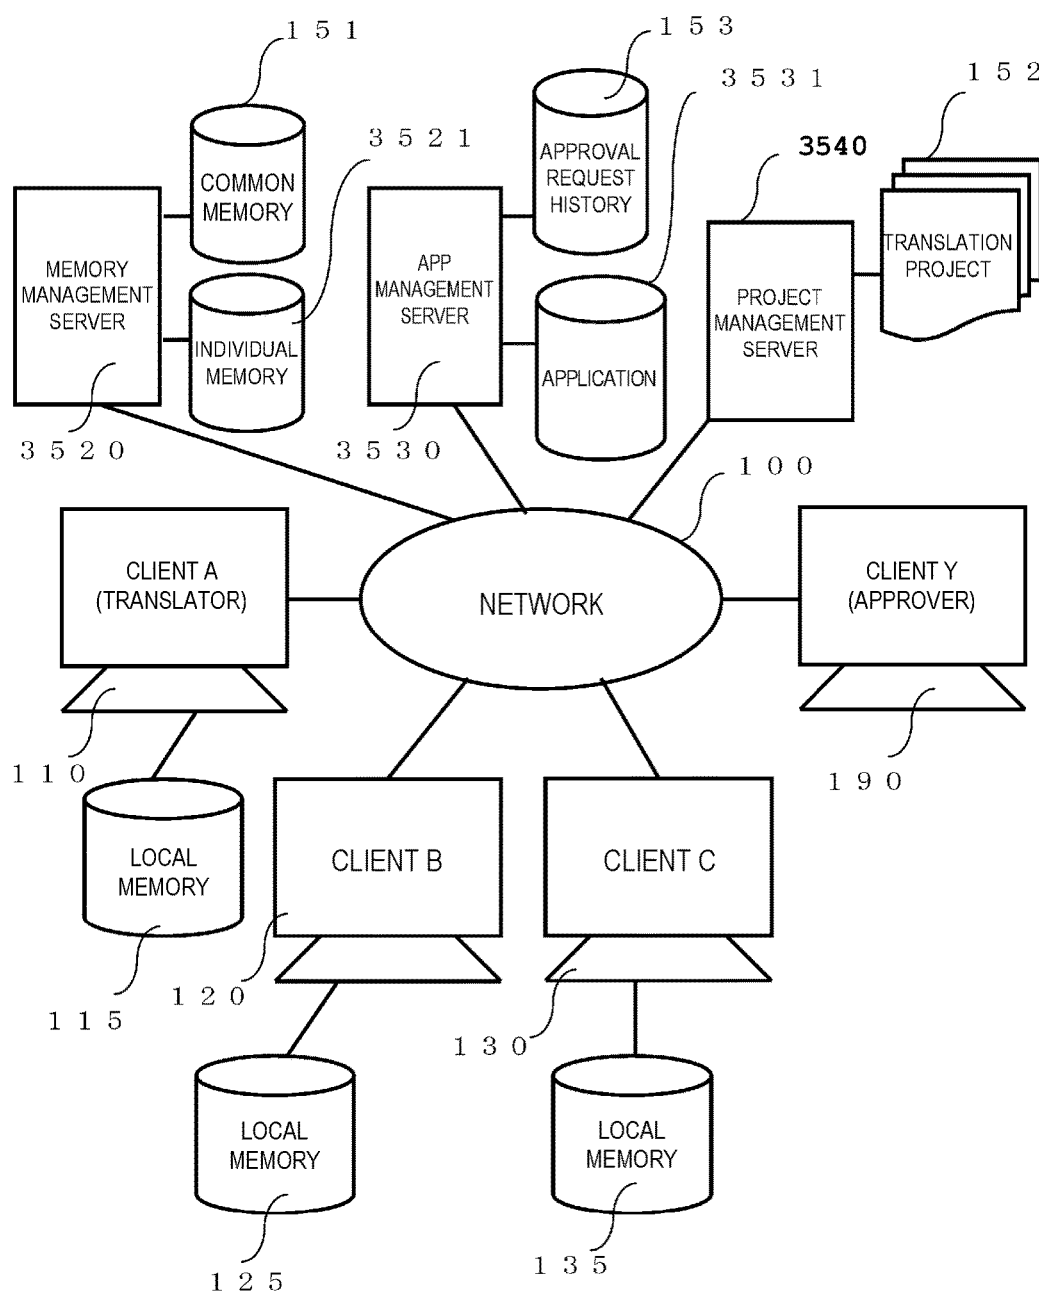 151
153
3531
152
3521
3540
COMMON
MEMORY
APPROVAL
REQUEST
HISTORY
MEMORY
MANAGEMENT
SERVER
APP
MANAGEMENT
SERVER
TRANSLATION
PROJECT
PROJECT
MANAGEMENT
SERVER
INDIVIDUAL
MEMORY
APPLICATION
3520
3530
100
CLIENT A
(TRANSLATOR)
NETWORK
CLIENT Y
(APPROVER)
110
190
LOCAL
MEMORY
CLIENT B
CLIENT C
120
115
130
LOCAL
MEMORY
LOCAL
MEMORY
125
135